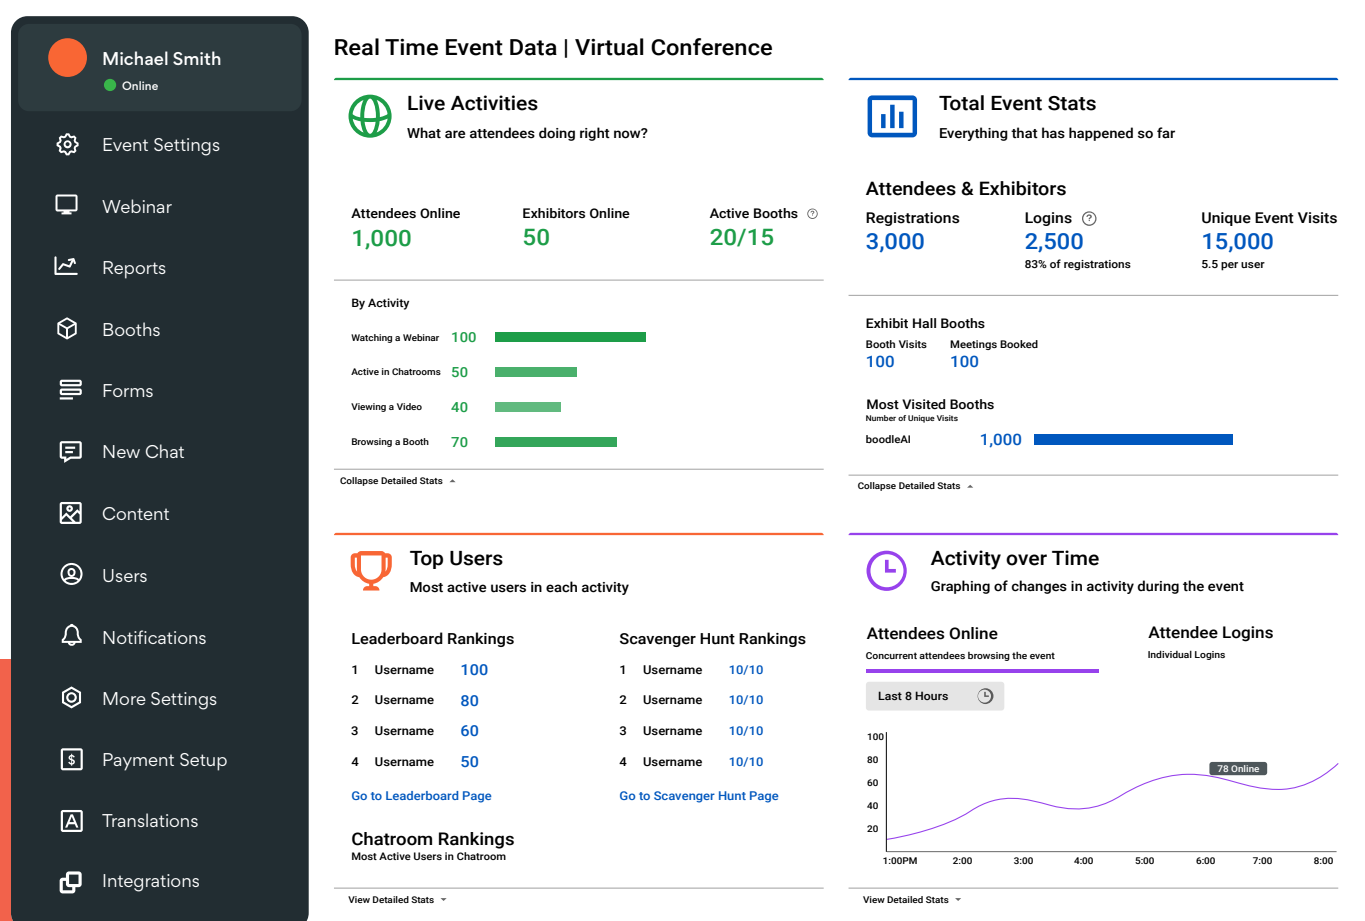 Michael Smith
Online
Event Settings
Webinar
Reports
Booths
Forms
New Chat
Content
Users
Notifications
More Settings
Payment Setup
Translations
Integrations
Real Time Event Data | Virtual Conference
Live Activities
What are attendees doing right now?
Attendees Online Exhibitors Online Active Booths ?
1,000 50 20/15
By Activity
Watching a Webinar 100
Active in Chatrooms 50
Viewing a Video 40
Browsing a Booth 70
Collapse Detailed Stats
Total Event Stats
Everything that has happened so far
Attendees & Exhibitors
Registrations Logins ? Unique Event Visits
3,000 2,500 15,000
83% of registrations 5.5 per user
Exhibit Hall Booths
Booth Visits Meetings Booked
100 100
Most Visited Booths
Number of Unique Visits
boodleAI 1,000
Collapse Detailed Stats
Top Users
Most active users in each activity
Leaderboard Rankings
1 Username 100
2 Username 80
3 Username 60
4 Username 50
Go to Leaderboard Page
Scavenger Hunt Rankings
1 Username 10/10
2 Username 10/10
3 Username 10/10
4 Username 10/10
Go to Scavenger Hunt Page
Chatroom Rankings
Most Active Users in Chatroom
View Detailed Stats
Activity over Time
Graphing of changes in activity during the event
Attendees Online
Concurrent attendees browsing the event
Attendee Logins
Individual Logins
Last 8 Hours
100
80
78 Online
60
40
20
1:00PM 2:00 3:00 4:00 5:00 6:00 7:00 8:00
View Detailed Stats